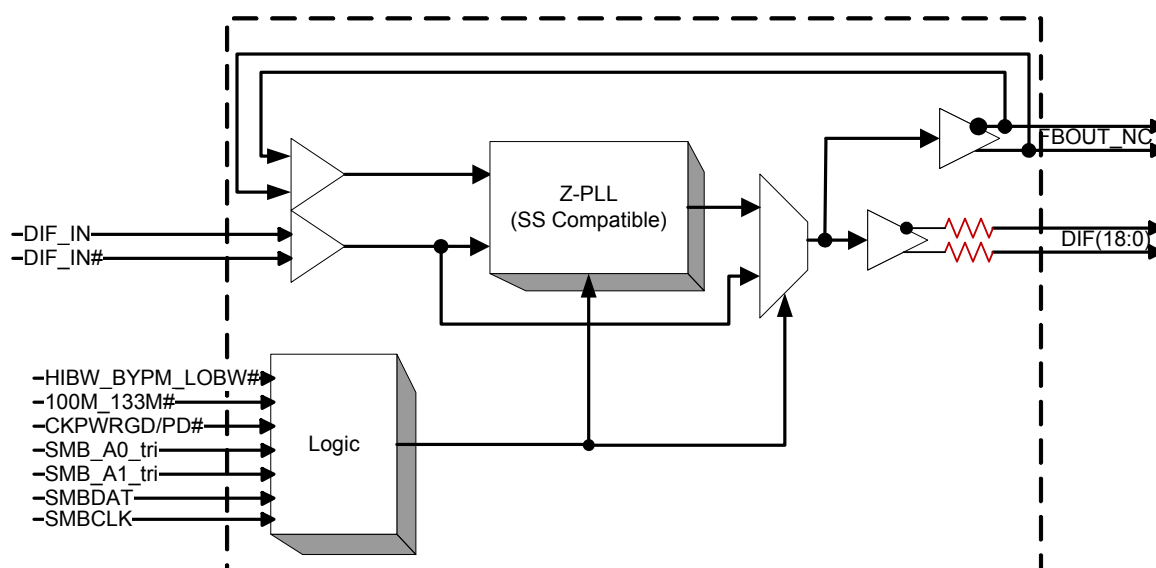 FBOUT_NC
Z-PLL
(SS Compatible)
DIF_IN
DIF_IN#
DIF(18:0)
HIBW_BYPM_LOBW#
100M_133M#
CKPWRGD/PD#
SMB_A0_tri
SMB_A1_tri
SMBDAT
SMBCLK
Logic